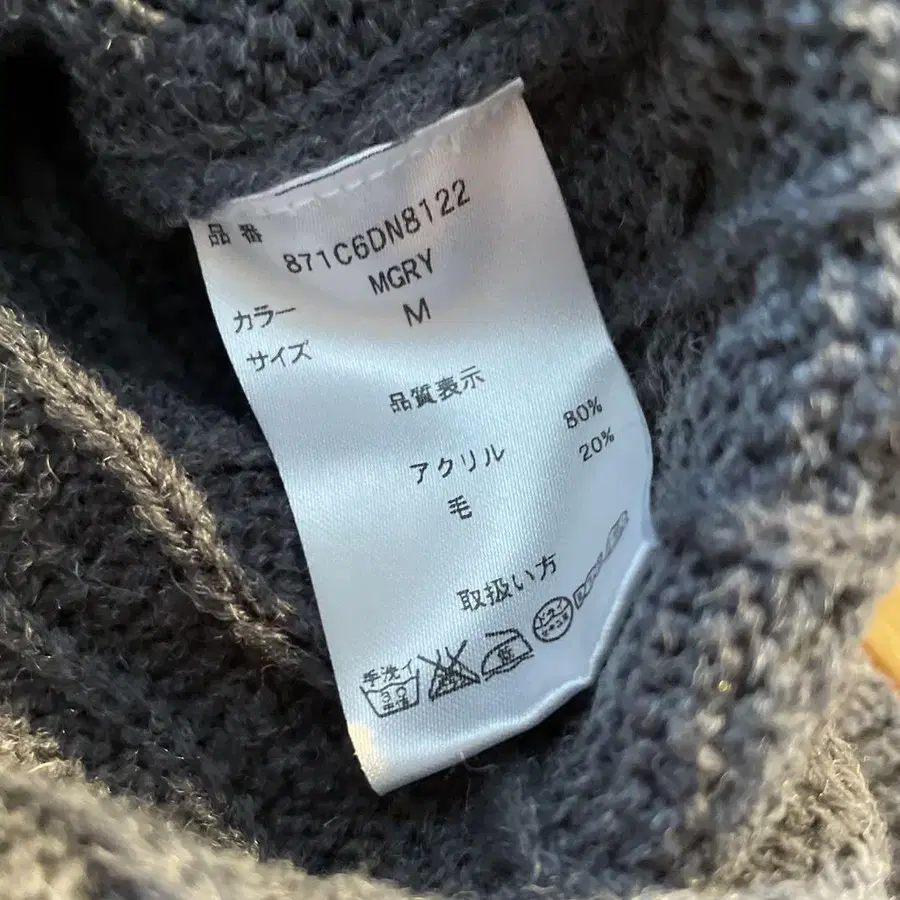 品番 871C6DN8122
カラー MGRY
サイズ M
品質表示
アクリル 80%
毛 20%
取扱い方
手洗イ
30